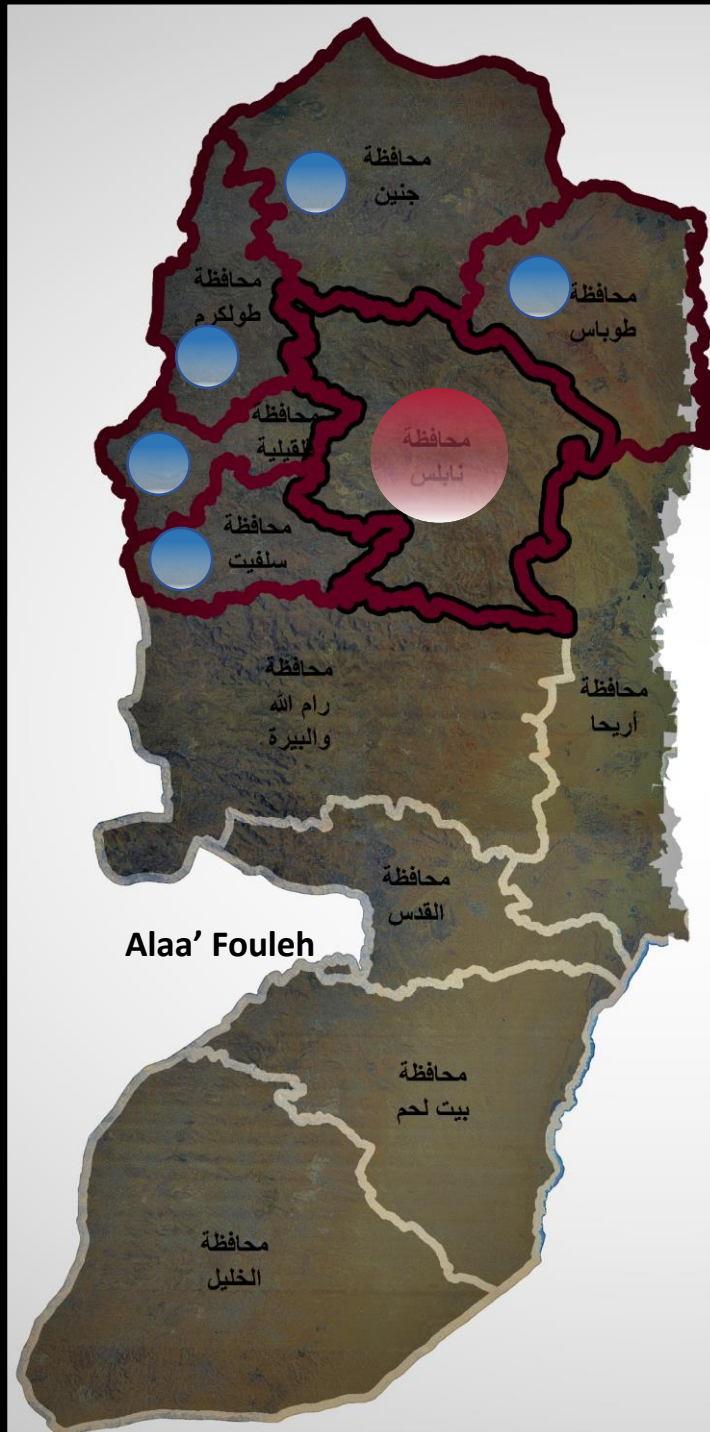 محافظة
جنين
محافظة
طوباس
محافظة
طولكرم
محافظة
نابلس
محافظة
قلقيلية
محافظة
سلفيت
محافظة
رام الله
والبيرة
محافظة
أريحا
محافظة
القدس
Alaa’ Fouleh
محافظة
بيت لحم
محافظة
الخليل